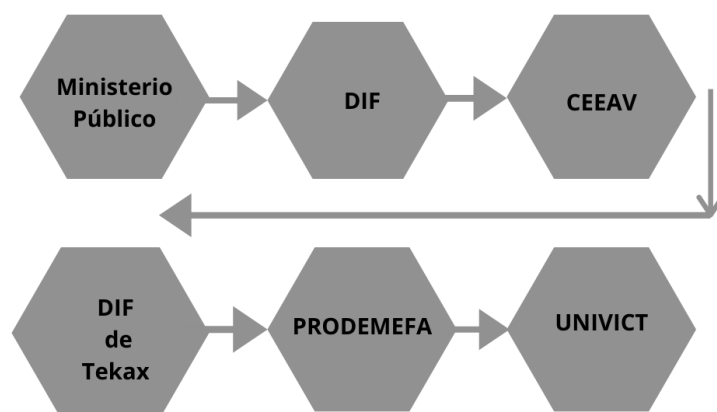 Ministerio
Público
DIF
CEEAV
DIF
de
Tekax
PRODEMEFA
UNIVICT